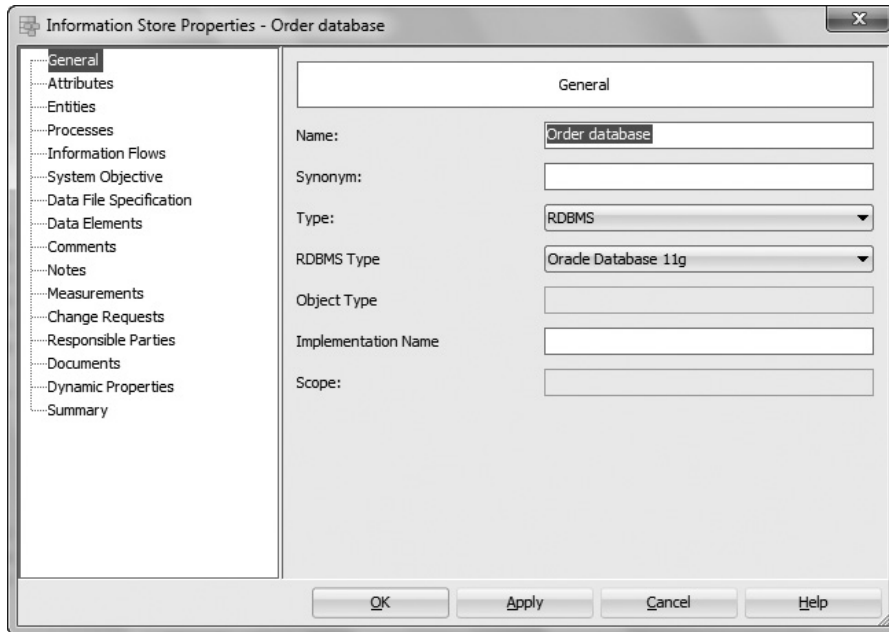 Information Store Properties - Order database
x
General
Attributes
Entities
Processes
Information Flows
System Objective
Data File Specification
Data Elements
Comments
Notes
Measurements
Change Requests
Responsible Parties
Documents
Dynamic Properties
Summary
General
Name: Order database
Synonym:
Type: RDBMS
RDBMS Type Oracle Database 11g
Object Type
Implementation Name
Scope:
OK Apply Cancel Help